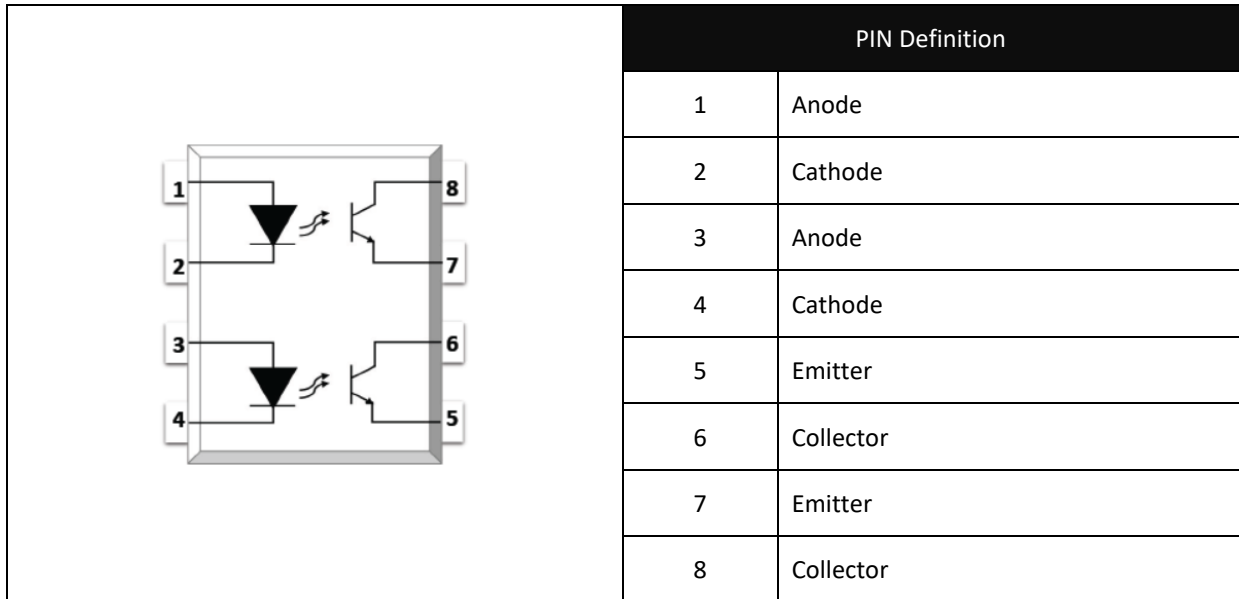 PIN Definition
1 Anode
2 Cathode
3 Anode
4 Cathode
5 Emitter
6 Collector
7 Emitter
8 Collector
1 8
2 7
3 6
4 5